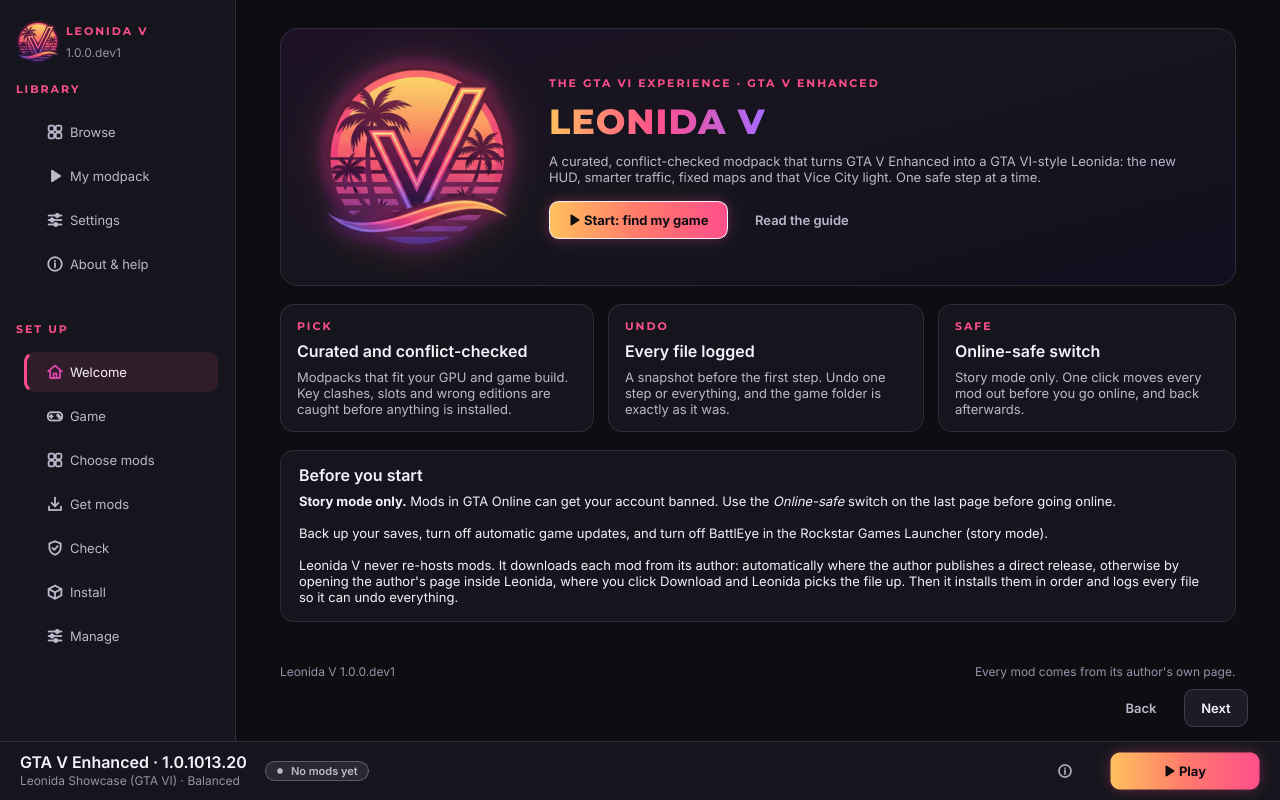 LEONIDA V
1.0.0.dev1
LIBRARY
Browse
My modpack
Settings
About & help
SET UP
Welcome
Game
Choose mods
Get mods
Check
Install
Manage
THE GTA VI EXPERIENCE · GTA V ENHANCED
LEONIDA V
A curated, conflict-checked modpack that turns GTA V Enhanced into a GTA VI-style Leonida: the new
HUD, smarter traffic, fixed maps and that Vice City light. One safe step at a time.
Start: find my game
Read the guide
PICK
Curated and conflict-checked
Modpacks that fit your GPU and game build.
Key clashes, slots and wrong editions are
caught before anything is installed.
UNDO
Every file logged
A snapshot before the first step. Undo one
step or everything, and the game folder is
exactly as it was.
SAFE
Online-safe switch
Story mode only. One click moves every
mod out before you go online, and back
afterwards.
Before you start
Story mode only. Mods in GTA Online can get your account banned. Use the Online-safe switch on the last page before going online.
Back up your saves, turn off automatic game updates, and turn off BattlEye in the Rockstar Games Launcher (story mode).
Leonida V never re-hosts mods. It downloads each mod from its author: automatically where the author publishes a direct release, otherwise by
opening the author's page inside Leonida, where you click Download and Leonida picks the file up. Then it installs them in order and logs every file
so it can undo everything.
Leonida V 1.0.0.dev1
Every mod comes from its author's own page.
Back
Next
GTA V Enhanced · 1.0.1013.20
Leonida Showcase (GTA VI) · Balanced
No mods yet
Play